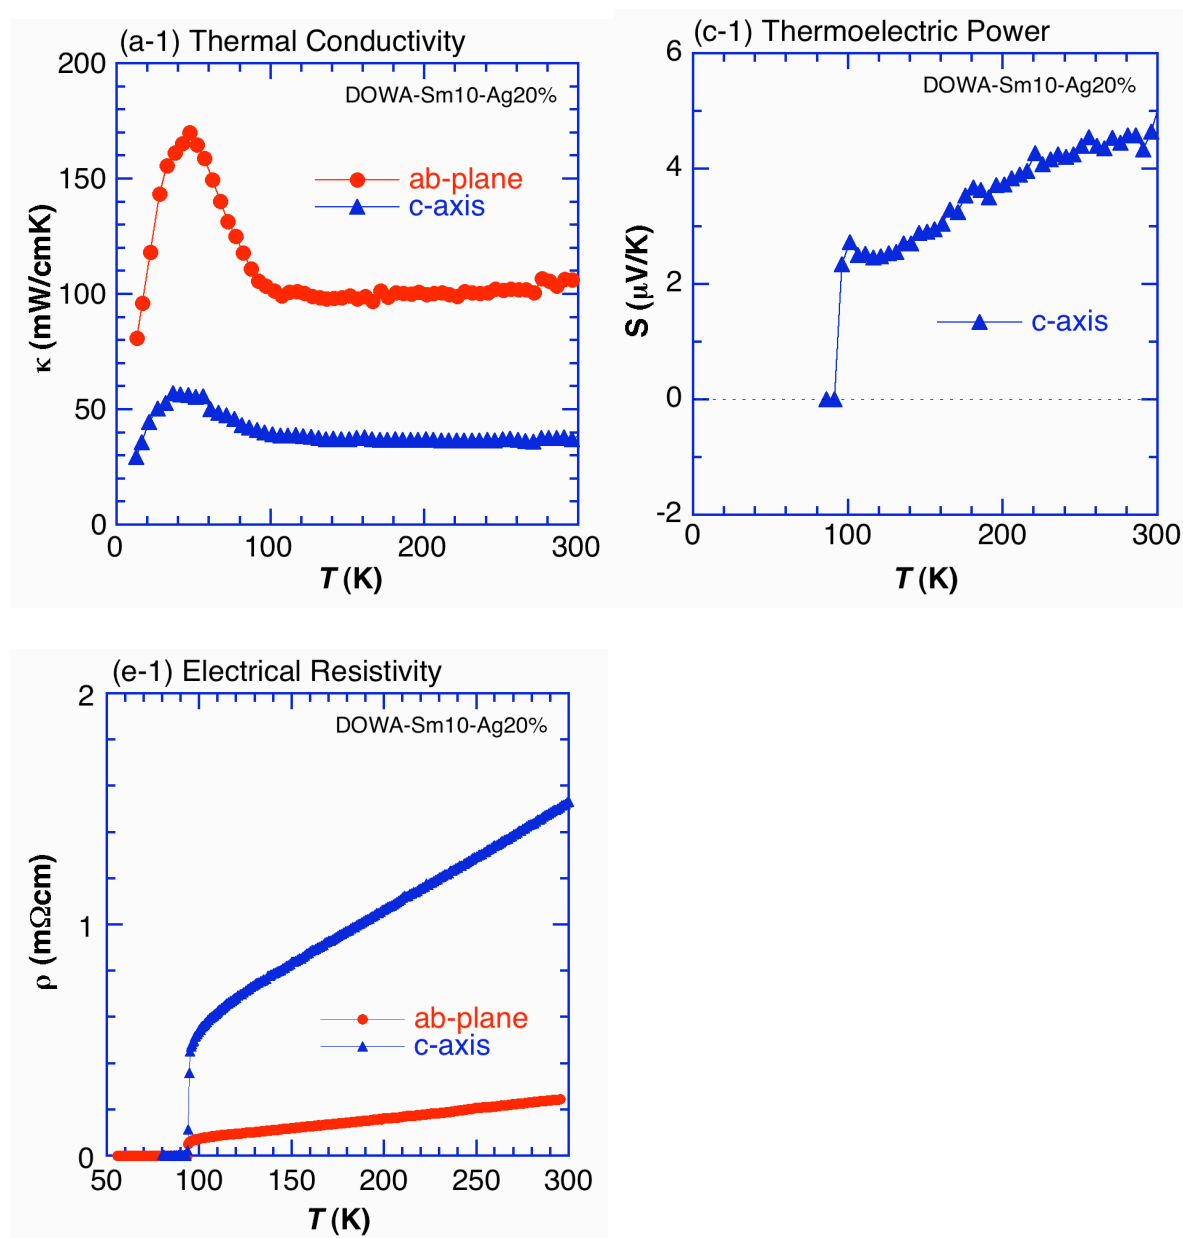 (a-1) Thermal Conductivity
200
DOWA-Sm10-Ag20%
150
ab-plane
c-axis
κ (mW/cmK)
100
50
0
0
100
200
300
T (K)
(c-1) Thermoelectric Power
6
DOWA-Sm10-Ag20%
4
S (μV/K)
2
c-axis
0
-2
0
100
200
300
T (K)
(e-1) Electrical Resistivity
2
DOWA-Sm10-Ag20%
1
ρ (mΩcm)
ab-plane
c-axis
0
50
100
150
200
250
300
T (K)